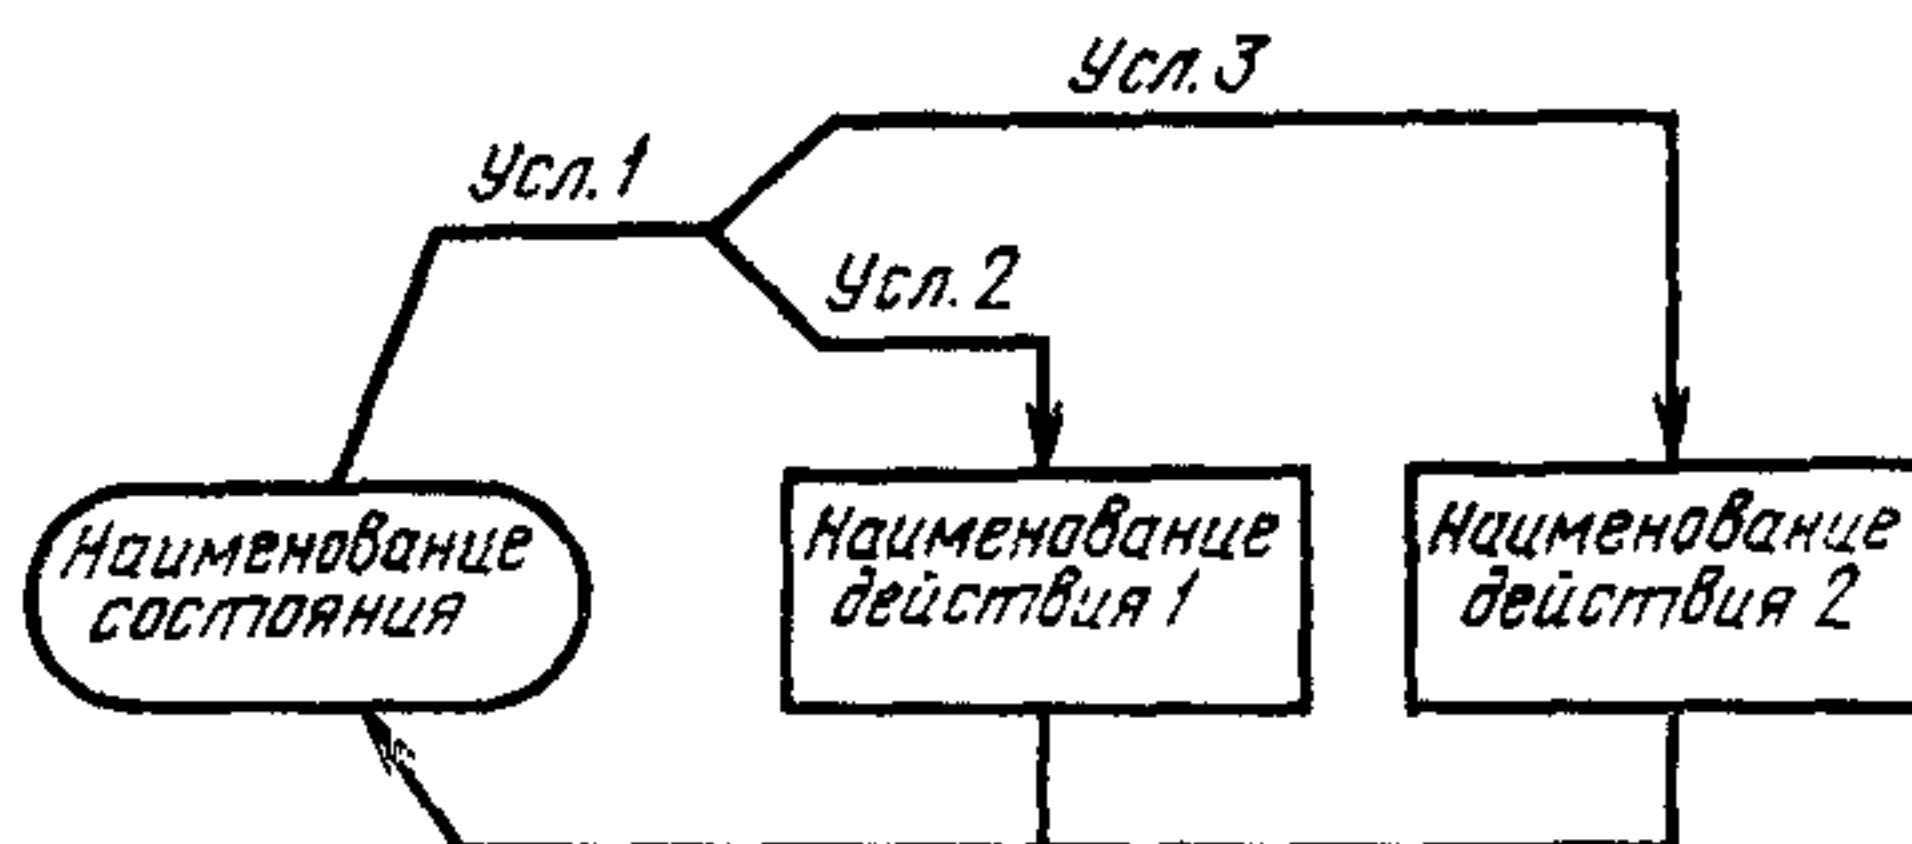 Усл. 3
Усл. 1
Усл. 2
Наименование
состояния
Наименование
действия 1
Наименование
действия 2